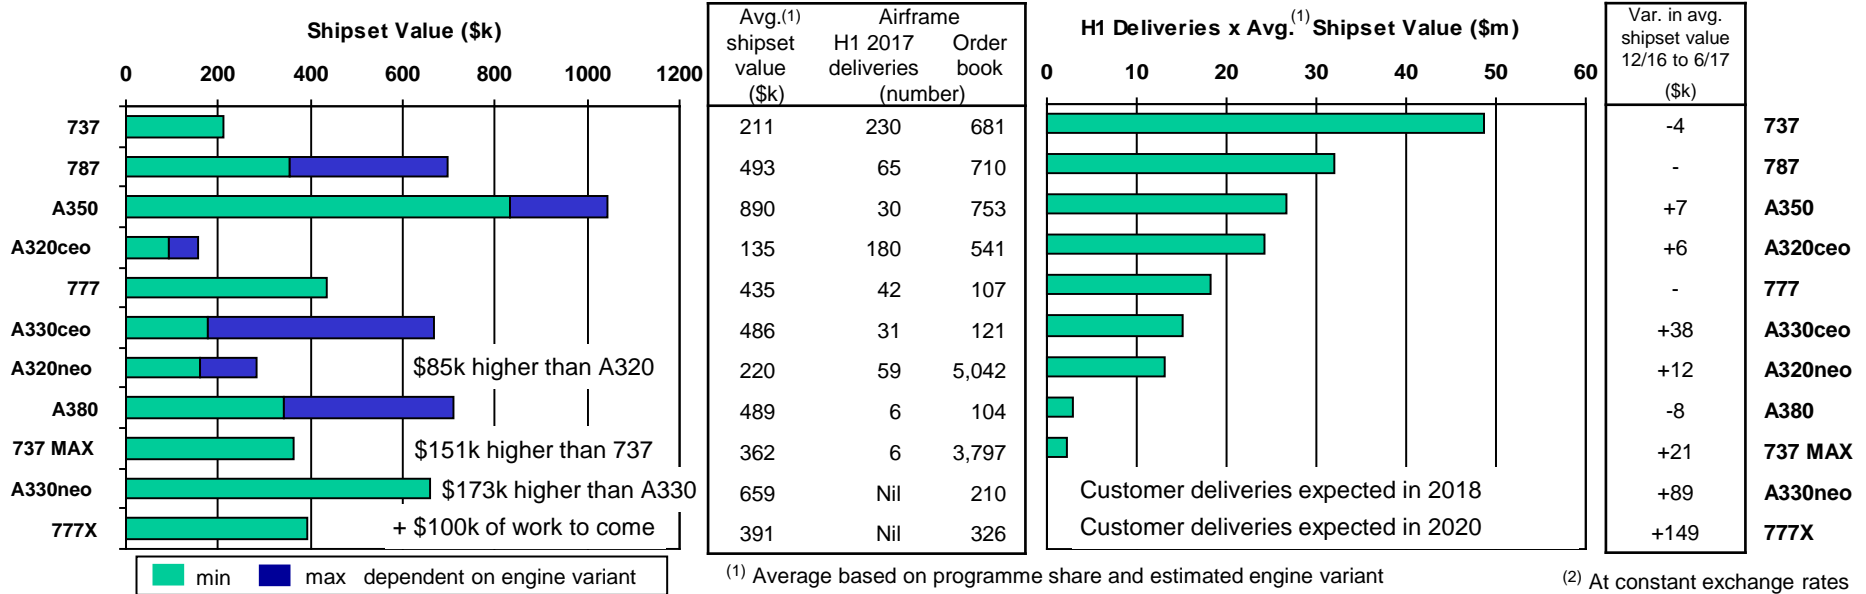 Shipset Value ($k)
0 200 400 600 800 1000 1200
737
787
A350
A320ceo
777
A330ceo
A320neo $85k higher than A320
A380
737 MAX $151k higher than 737
A330neo $173k higher than A330
777X + $100k of work to come
min max dependent on engine variant
Avg.(1) Airframe
shipset H1 2017 Order
value deliveries book
($k) (number)
211 230 681
493 65 710
890 30 753
135 180 541
435 42 107
486 31 121
220 59 5,042
489 6 104
362 6 3,797
659 Nil 210
391 Nil 326
H1 Deliveries x Avg.(1) Shipset Value ($m)
0 10 20 30 40 50 60
Customer deliveries expected in 2018
Customer deliveries expected in 2020
Var. in avg.
shipset value
12/16 to 6/17
($k)
-4 737
- 787
+7 A350
+6 A320ceo
- 777
+38 A330ceo
+12 A320neo
-8 A380
+21 737 MAX
+89 A330neo
+149 777X
(1) Average based on programme share and estimated engine variant
(2) At constant exchange rates